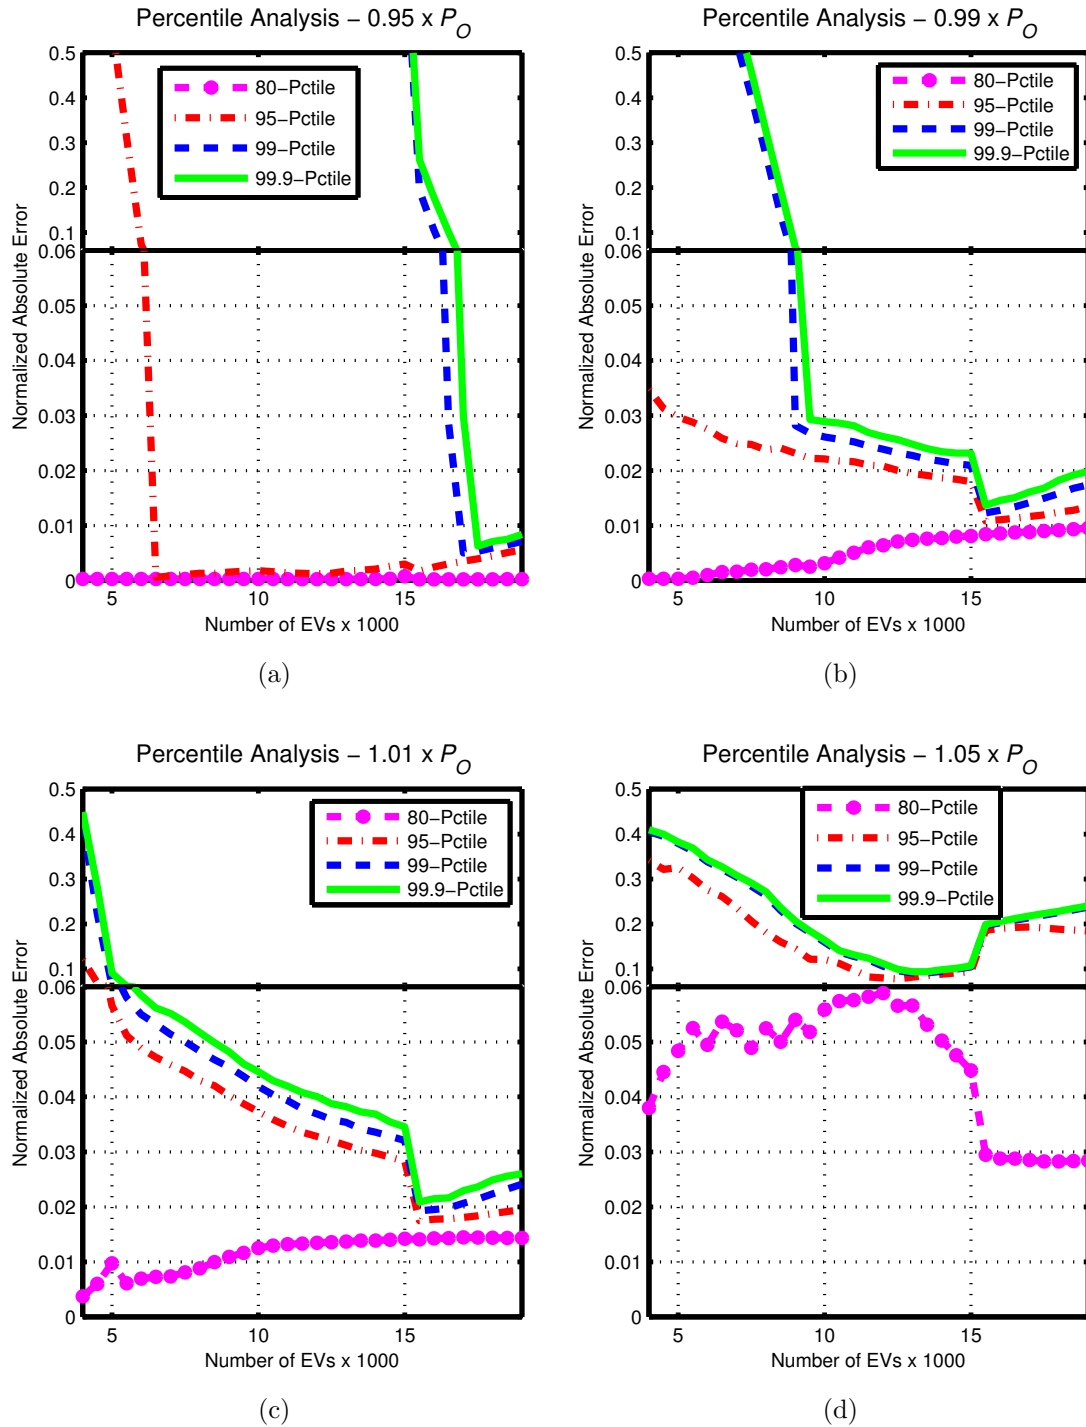 Percentile Analysis – 0.95 x P_O
0.5
0.4
0.3
0.2
0.1
0.06
0.05
0.04
0.03
0.02
0.01
0
Normalized Absolute Error
80−Pctile
95−Pctile
99−Pctile
99.9−Pctile
5
10
15
Number of EVs x 1000
(a)
Percentile Analysis – 0.99 x P_O
0.5
0.4
0.3
0.2
0.1
0.06
0.05
0.04
0.03
0.02
0.01
0
Normalized Absolute Error
80−Pctile
95−Pctile
99−Pctile
99.9−Pctile
5
10
15
Number of EVs x 1000
(b)
Percentile Analysis – 1.01 x P_O
0.5
0.4
0.3
0.2
0.1
0.06
0.05
0.04
0.03
0.02
0.01
0
Normalized Absolute Error
80−Pctile
95−Pctile
99−Pctile
99.9−Pctile
5
10
15
Number of EVs x 1000
(c)
Percentile Analysis – 1.05 x P_O
0.5
0.4
0.3
0.2
0.1
0.06
0.05
0.04
0.03
0.02
0.01
0
Normalized Absolute Error
80−Pctile
95−Pctile
99−Pctile
99.9−Pctile
5
10
15
Number of EVs x 1000
(d)